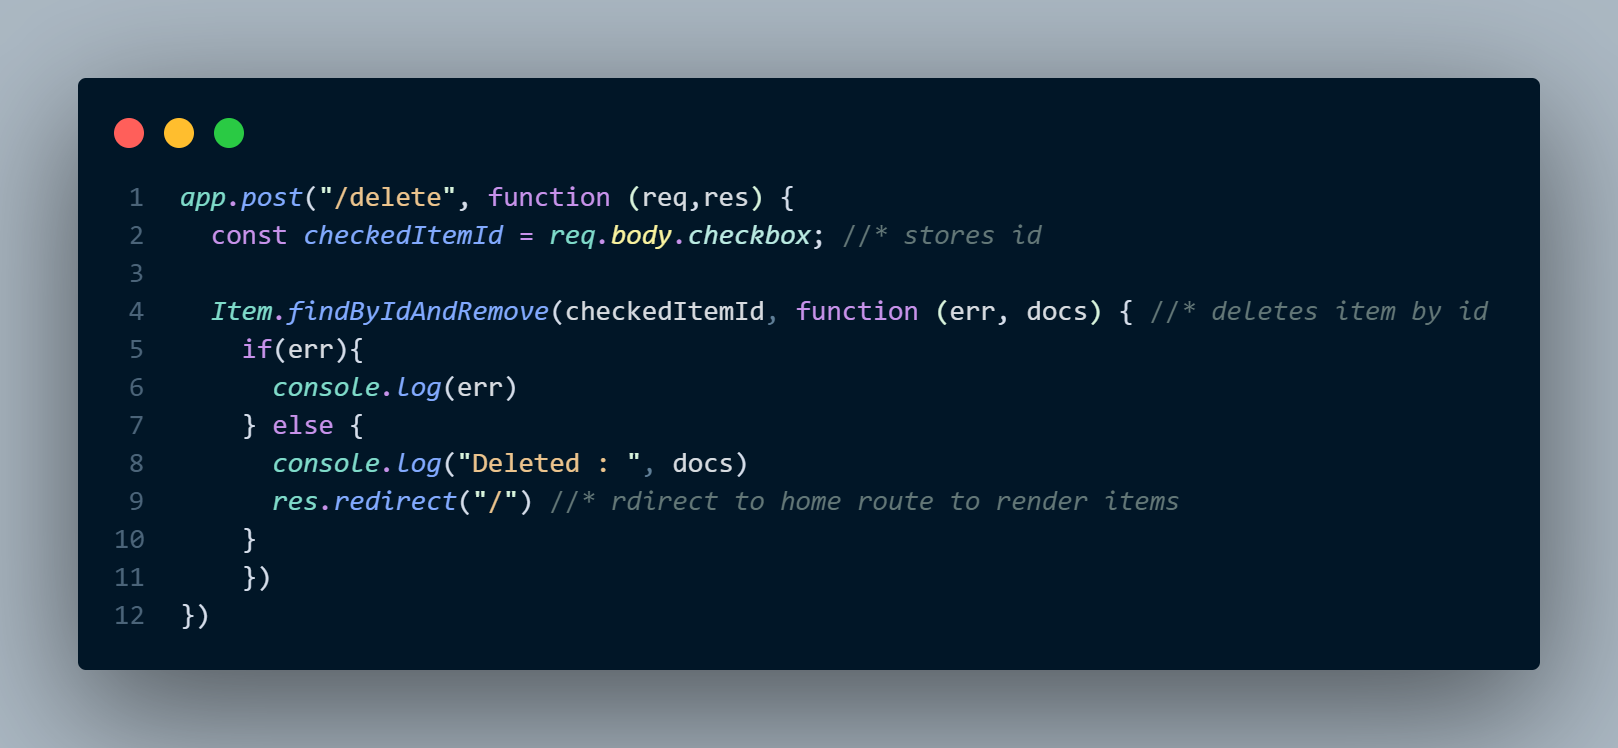 1 app.post("/delete", function (req,res) {
2   const checkedItemId = req.body.checkbox; //* stores id
3
4   Item.findByIdAndRemove(checkedItemId, function (err, docs) { //* deletes item by id
5     if(err){
6       console.log(err)
7     } else {
8       console.log("Deleted : ", docs)
9       res.redirect("/") //* rdirect to home route to render items
10     }
11     })
12 })